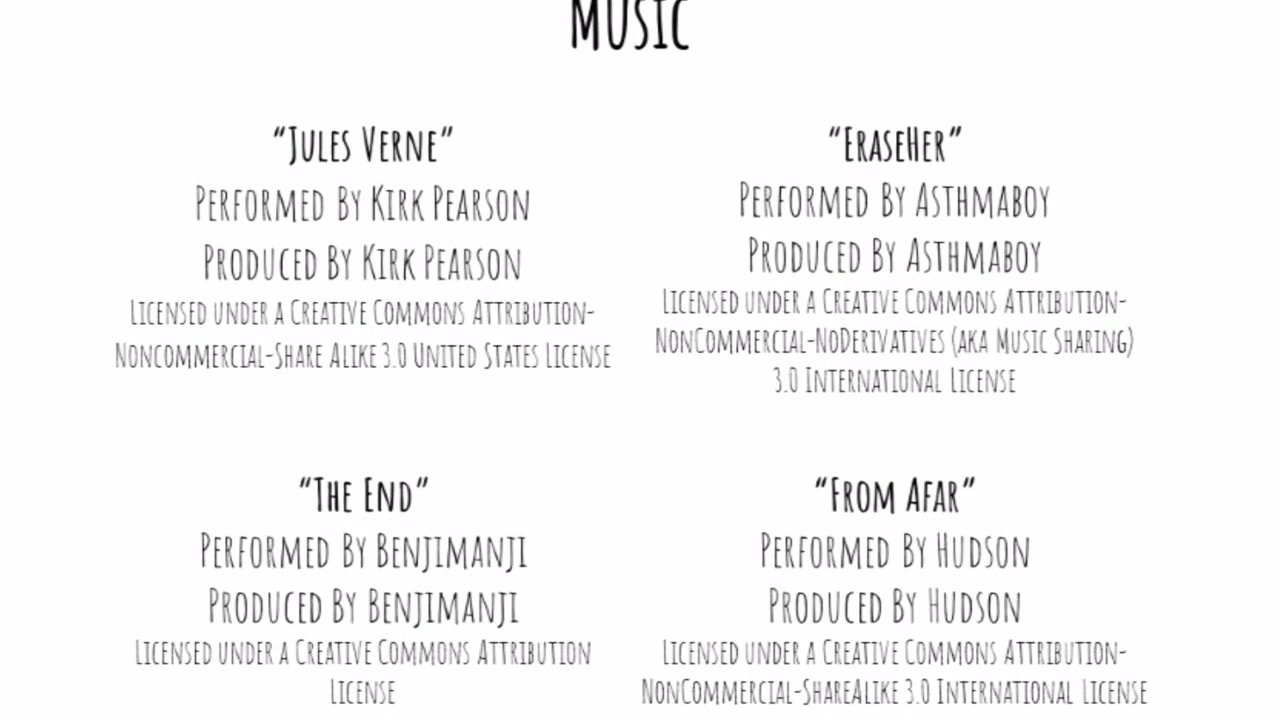 Music
“Jules Verne”
Performed By Kirk Pearson
Produced By Kirk Pearson
Licensed under a Creative Commons Attribution-
Noncommercial-Share Alike 3.0 United States License
“EraseHer”
Performed By Asthmaboy
Produced By Asthmaboy
Licensed under a Creative Commons Attribution-
NonCommercial-NoDerivatives (aka Music Sharing)
3.0 International License
“The End”
Performed By Benjimanji
Produced By Benjimanji
Licensed under a Creative Commons Attribution
License
“From Afar”
Performed By Hudson
Produced By Hudson
Licensed under a Creative Commons Attribution-
NonCommercial-ShareAlike 3.0 International License